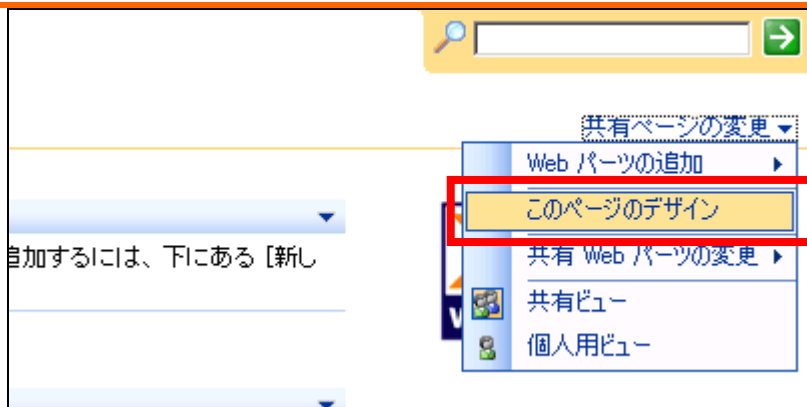 共有ページの変更
Web パーツの追加
このページのデザイン
追加するには、下にある [新し
共有 Web パーツの変更
共有ビュー
個人用ビュー